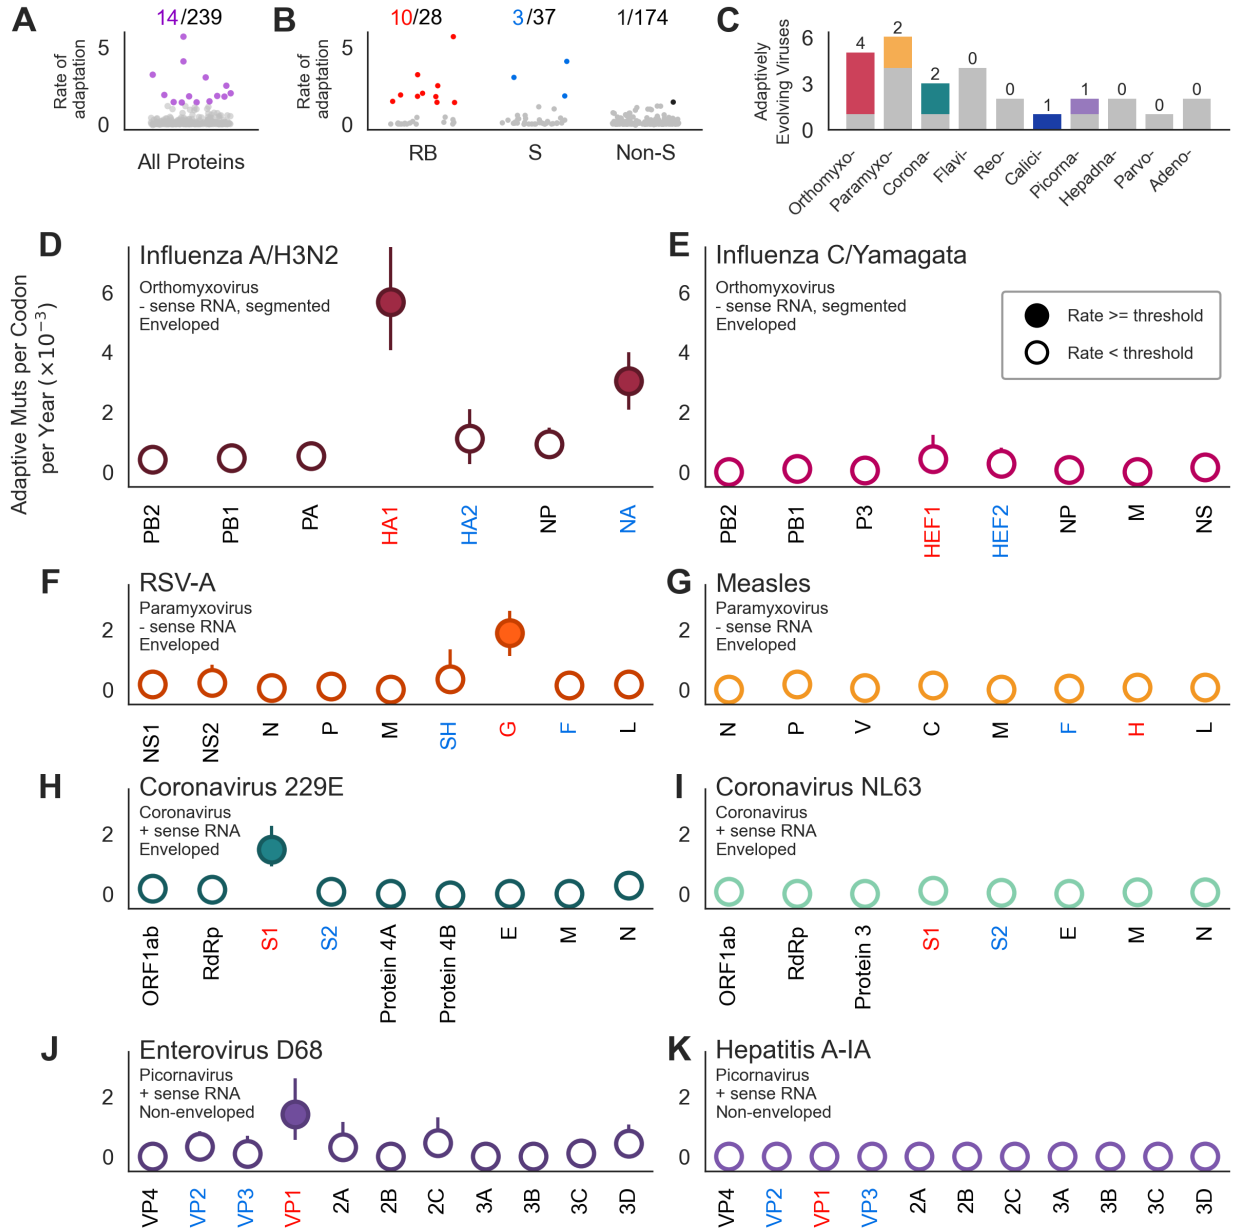 A
14/239
Rate of
adaptation
5
0
All Proteins
B
10/28
3/37
1/174
Rate of
adaptation
5
0
RB
S
Non-S
C
Adaptively
Evolving Viruses
6
3
0
4
2
2
0
0
1
1
0
0
0
Orthomyxo-
Paramyxo-
Corona-
Flavi-
Reo-
Calici-
Picorna-
Hepadna-
Parvo-
Adeno-
Adaptive Muts per Codon
per Year (×10⁻³)
D
Influenza A/H3N2
Orthomyxovirus
- sense RNA, segmented
Enveloped
6
4
2
0
PB2
PB1
PA
HA1
HA2
NP
NA
E
Influenza C/Yamagata
Orthomyxovirus
- sense RNA, segmented
Enveloped
Rate >= threshold
Rate < threshold
6
4
2
0
PB2
PB1
P3
HEF1
HEF2
NP
M
NS
F
RSV-A
Paramyxovirus
- sense RNA
Enveloped
2
0
NS1
NS2
N
P
M
SH
G
F
L
G
Measles
Paramyxovirus
- sense RNA
Enveloped
2
0
N
P
V
C
M
F
H
L
H
Coronavirus 229E
Coronavirus
+ sense RNA
Enveloped
2
0
ORF1ab
RdRp
S1
S2
Protein 4A
Protein 4B
E
M
N
I
Coronavirus NL63
Coronavirus
+ sense RNA
Enveloped
2
0
ORF1ab
RdRp
Protein 3
S1
S2
E
M
N
J
Enterovirus D68
Picornavirus
+ sense RNA
Non-enveloped
2
0
VP4
VP2
VP3
VP1
2A
2B
2C
3A
3B
3C
3D
K
Hepatitis A-IA
Picornavirus
+ sense RNA
Non-enveloped
2
0
VP4
VP2
VP1
VP3
2A
2B
2C
3A
3B
3C
3D